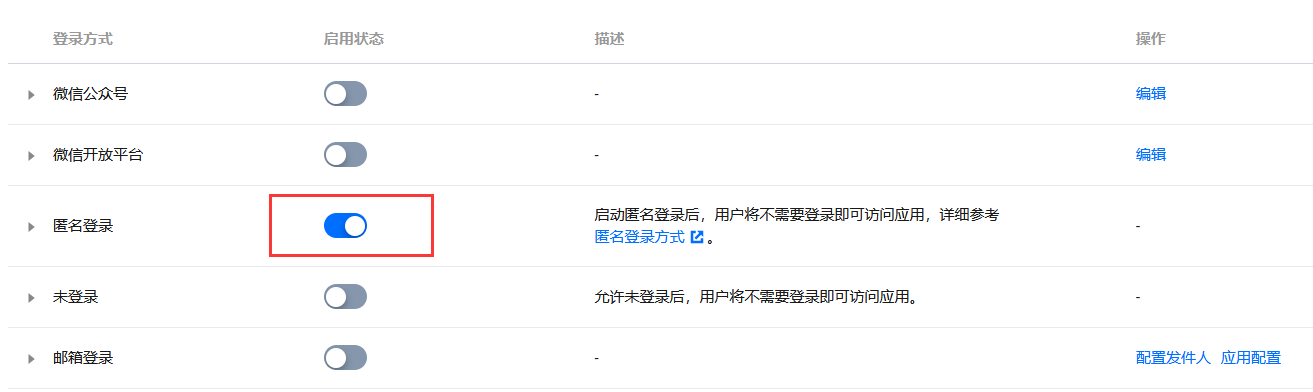 登录方式 启用状态 描述 操作
微信公众号 - 编辑
微信开放平台 - 编辑
匿名登录 启动匿名登录后，用户将不需要登录即可访问应用，详细参考 -
匿名登录方式 。
未登录 允许未登录后，用户将不需要登录即可访问应用。 -
邮箱登录 - 配置发件人 应用配置